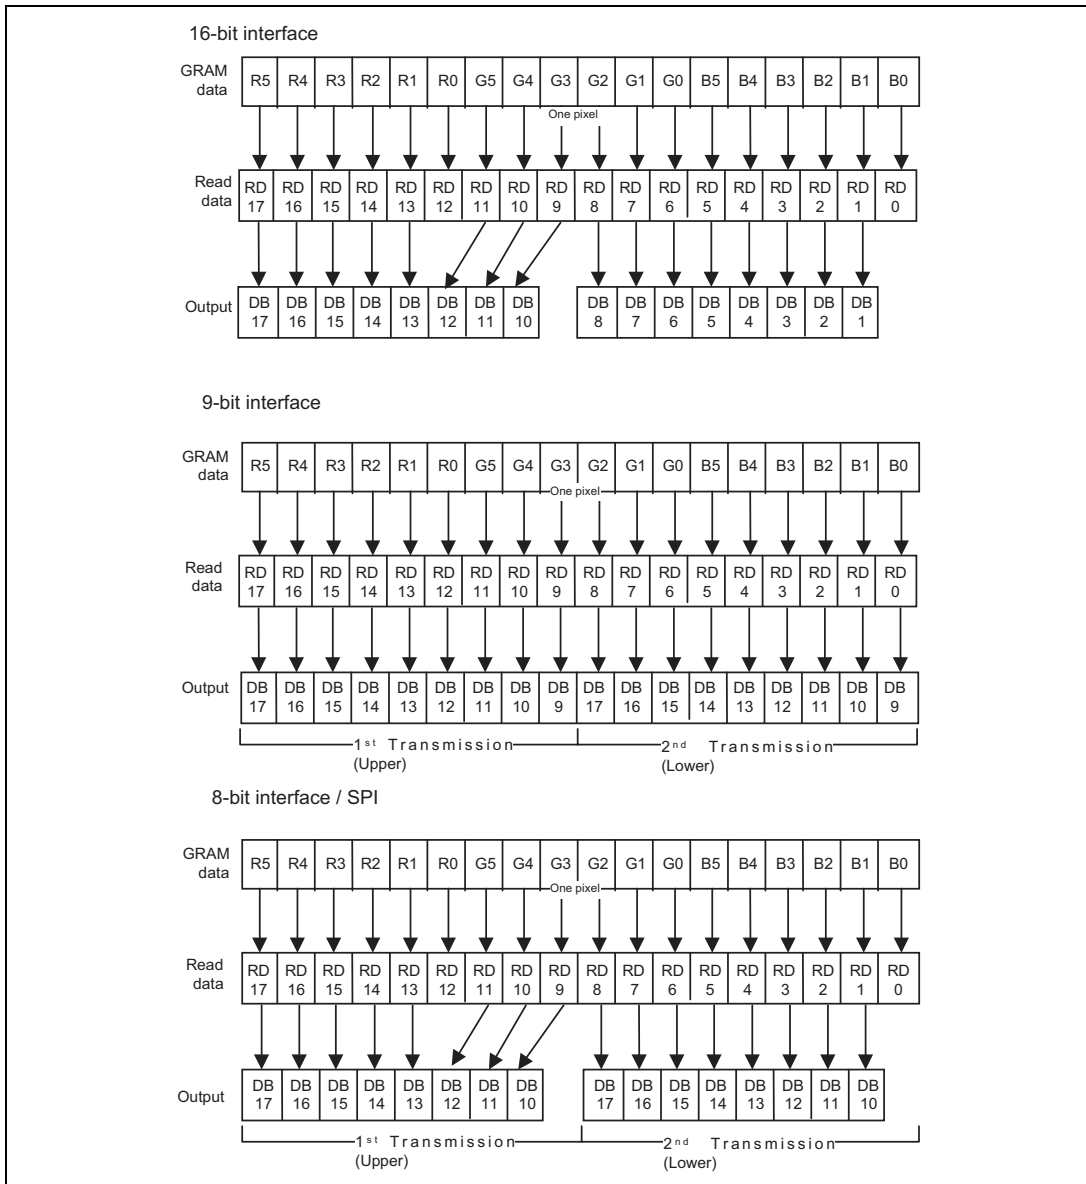 16-bit interface
GRAM data R5 R4 R3 R2 R1 R0 G5 G4 G3 G2 G1 G0 B5 B4 B3 B2 B1 B0
One pixel
Read data RD 17 RD 16 RD 15 RD 14 RD 13 RD 12 RD 11 RD 10 RD 9 RD 8 RD 7 RD 6 RD 5 RD 4 RD 3 RD 2 RD 1 RD 0
Output DB 17 DB 16 DB 15 DB 14 DB 13 DB 12 DB 11 DB 10 DB 8 DB 7 DB 6 DB 5 DB 4 DB 3 DB 2 DB 1
9-bit interface
GRAM data R5 R4 R3 R2 R1 R0 G5 G4 G3 G2 G1 G0 B5 B4 B3 B2 B1 B0
One pixel
Read data RD 17 RD 16 RD 15 RD 14 RD 13 RD 12 RD 11 RD 10 RD 9 RD 8 RD 7 RD 6 RD 5 RD 4 RD 3 RD 2 RD 1 RD 0
Output DB 17 DB 16 DB 15 DB 14 DB 13 DB 12 DB 11 DB 10 DB 9 DB 17 DB 16 DB 15 DB 14 DB 13 DB 12 DB 11 DB 10 DB 9
1st Transmission 2nd Transmission
(Upper) (Lower)
8-bit interface / SPI
GRAM data R5 R4 R3 R2 R1 R0 G5 G4 G3 G2 G1 G0 B5 B4 B3 B2 B1 B0
One pixel
Read data RD 17 RD 16 RD 15 RD 14 RD 13 RD 12 RD 11 RD 10 RD 9 RD 8 RD 7 RD 6 RD 5 RD 4 RD 3 RD 2 RD 1 RD 0
Output DB 17 DB 16 DB 15 DB 14 DB 13 DB 12 DB 11 DB 10 DB 17 DB 16 DB 15 DB 14 DB 13 DB 12 DB 11 DB 10
1st Transmission 2nd Transmission
(Upper) (Lower)